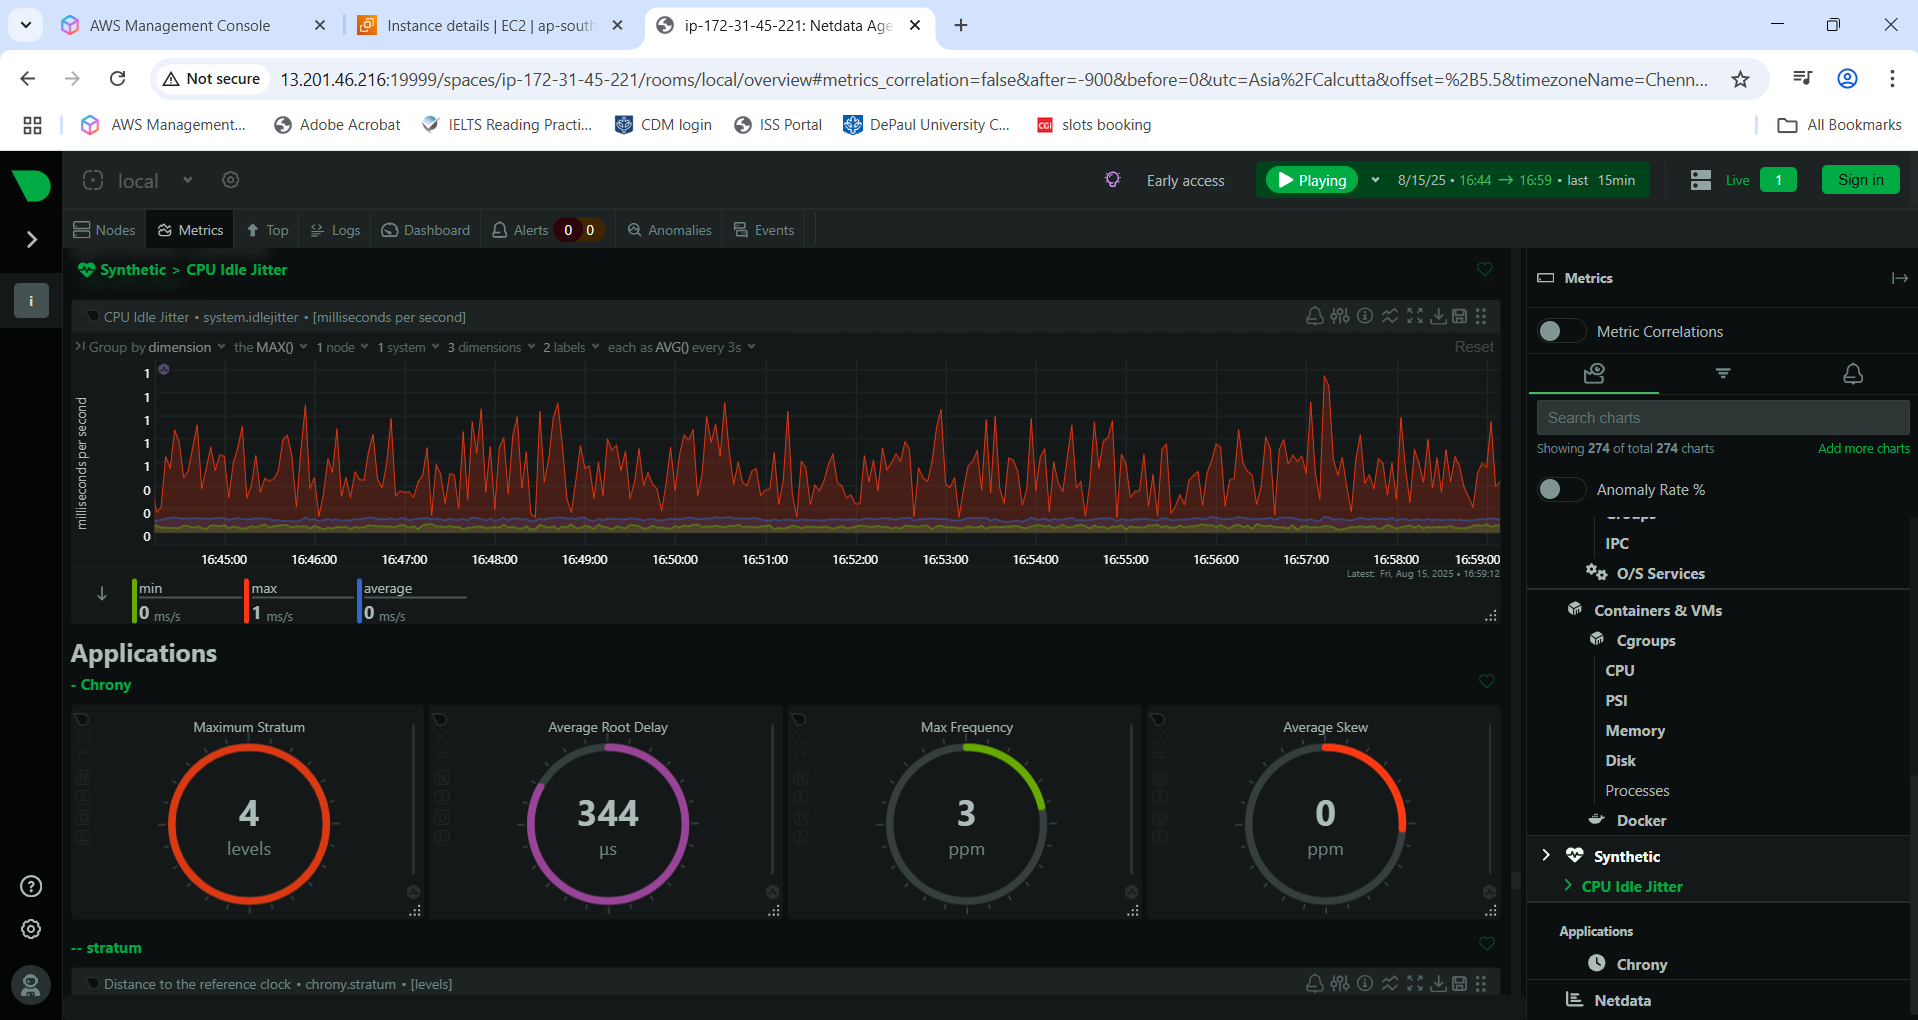 AWS Management Console
Instance details | EC2 | ap-south
ip-172-31-45-221: Netdata Age
Not secure
13.201.46.216:19999/spaces/ip-172-31-45-221/rooms/local/overview#metrics_correlation=false&after=-900&before=0&utc=Asia%2FCalcutta&offset=%2B5.5&timezoneName=Chenn...
AWS Management...
Adobe Acrobat
IELTS Reading Practi...
CDM login
ISS Portal
DePaul University C...
CGI
slots booking
All Bookmarks
local
Early access
Playing
8/15/25 • 16:44 → 16:59 • last 15min
Live
1
Sign in
Nodes
Metrics
Top
Logs
Dashboard
Alerts 0 0
Anomalies
Events
i
Synthetic > CPU Idle Jitter
CPU Idle Jitter • system.idlejitter • [milliseconds per second]
Group by dimension the MAX() 1 node 1 system 3 dimensions 2 labels each as AVG() every 3s
Reset
milliseconds per second
1
1
1
1
1
0
0
0
16:45:00 16:46:00 16:47:00 16:48:00 16:49:00 16:50:00 16:51:00 16:52:00 16:53:00 16:54:00 16:55:00 16:56:00 16:57:00 16:58:00 16:59:00
Latest: Fri, Aug 15, 2025 • 16:59:12
min
0 ms/s
max
1 ms/s
average
0 ms/s
Applications
- Chrony
Maximum Stratum
4
levels
N
I
D
L
Average Root Delay
344
µs
N
I
D
L
Max Frequency
3
ppm
N
I
D
L
Average Skew
0
ppm
N
I
D
L
-- stratum
Distance to the reference clock • chrony.stratum • [levels]
Metrics
Metric Correlations
Search charts
Showing 274 of total 274 charts
Add more charts
Anomaly Rate %
Groups
IPC
O/S Services
Containers & VMs
Cgroups
CPU
PSI
Memory
Disk
Processes
Docker
Synthetic
CPU Idle Jitter
Applications
Chrony
Netdata